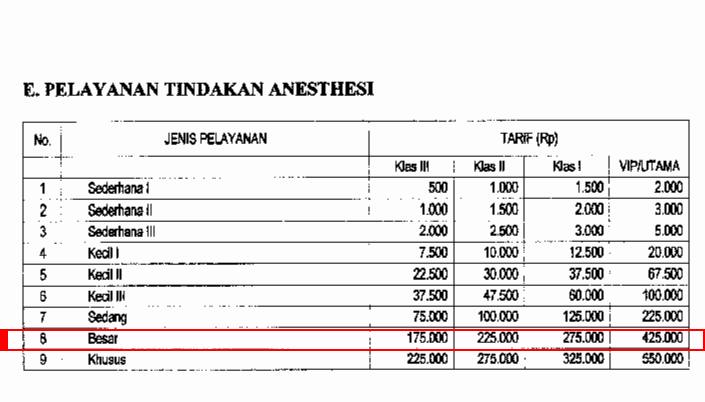 E. PELAYANAN TINDAKAN ANESTHESI
No. JENIS PELAYANAN TARIF (Rp)
Klas III Klas II Klas I VIP/UTAMA
1 Sederhana I 500 1.000 1.500 2.000
2 Sederhana II 1.000 1.500 2.000 3.000
3 Sederhana III 2.000 2.500 3.000 5.000
4 Kecil I 7.500 10.000 12.500 20.000
5 Kecil II 22.500 30.000 37.500 67.500
6 Kecil III 37.500 47.500 60.000 100.000
7 Sedang 75.000 100.000 125.000 225.000
8 Besar 175.000 225.000 275.000 425.000
9 Khusus 225.000 275.000 325.000 550.000